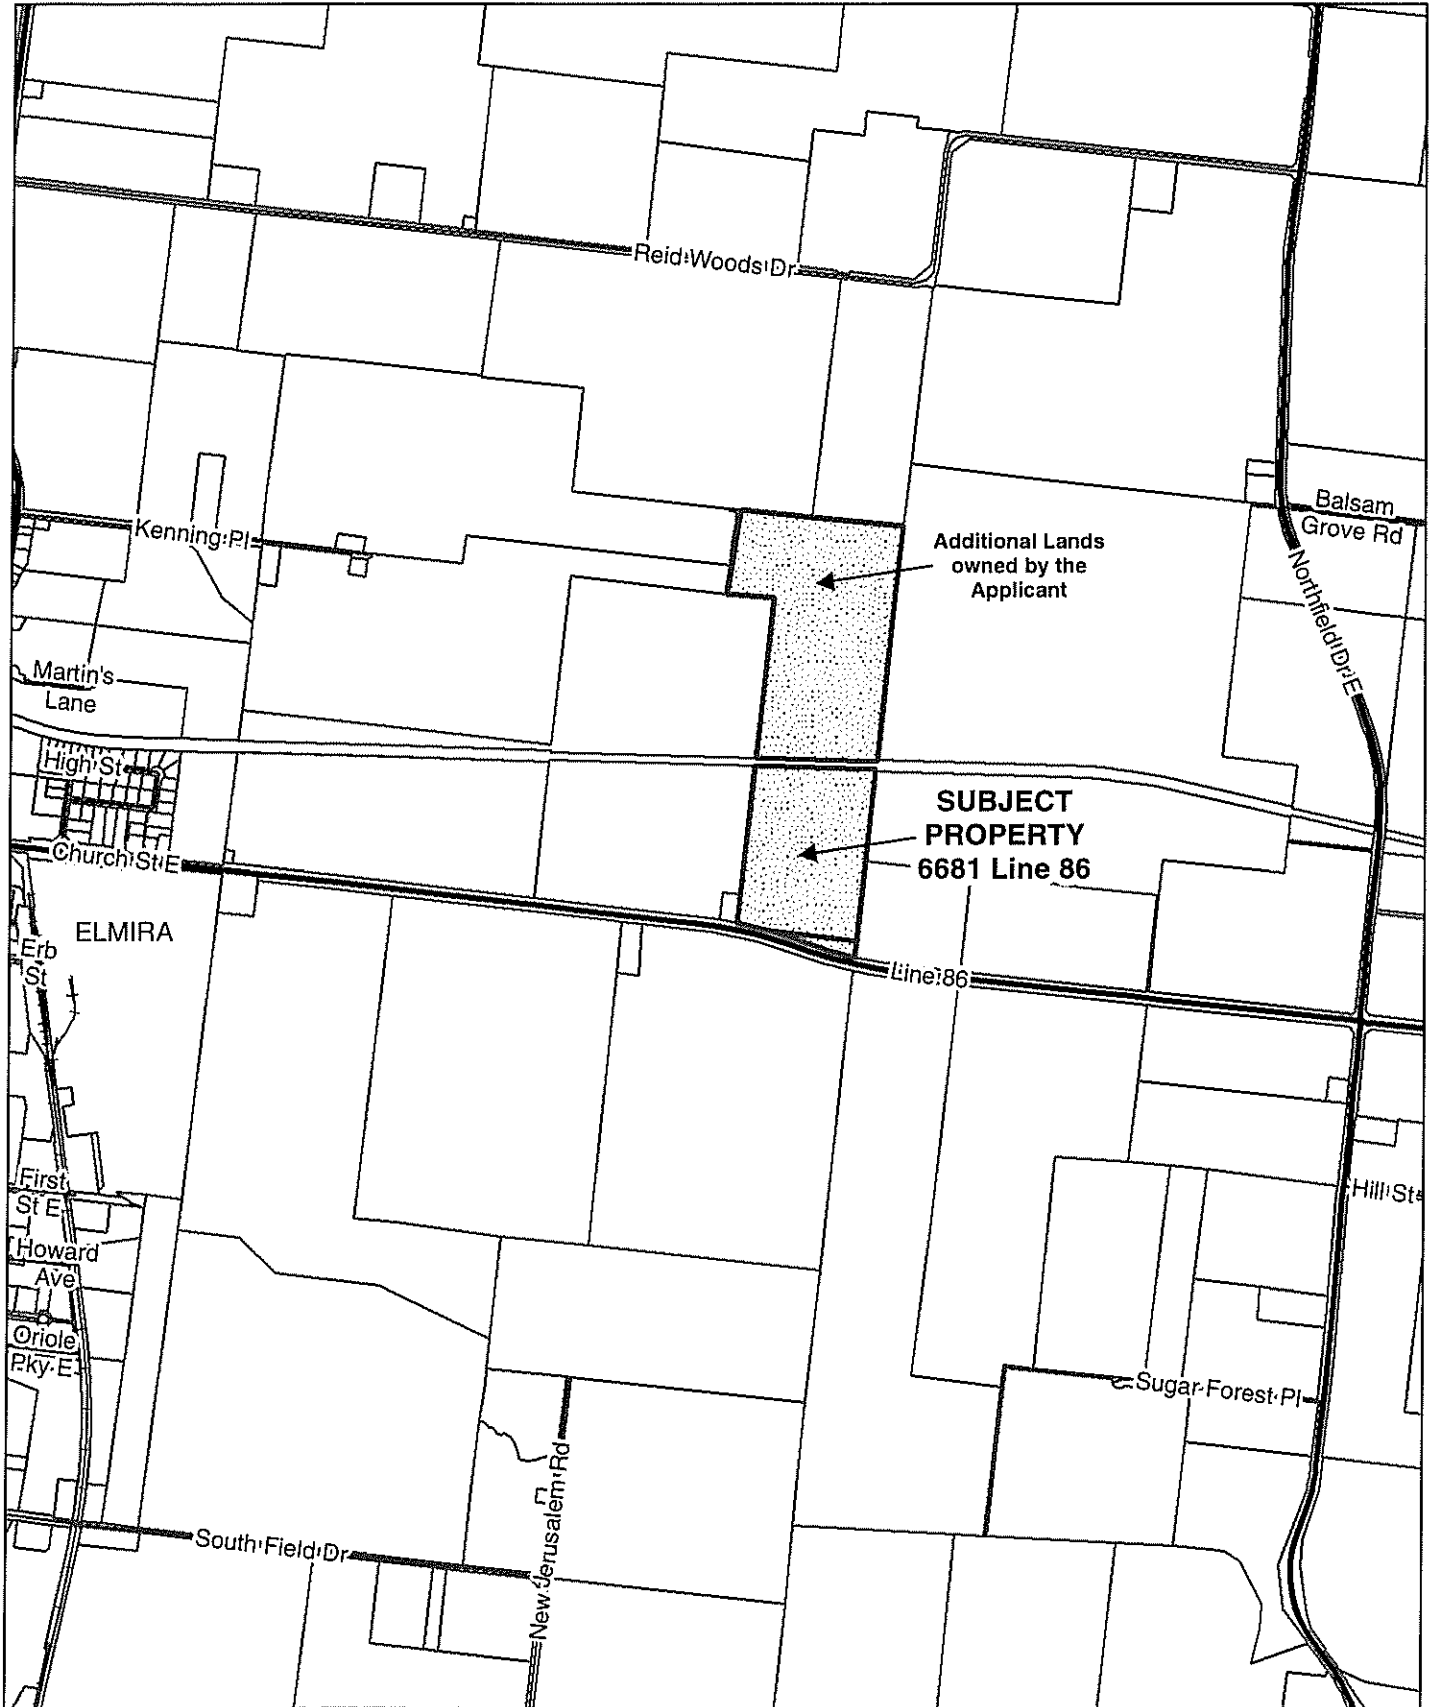 Reid Woods Dr
Balsam
Grove Rd
Kenning Pl
Additional Lands
owned by the
Applicant
Northfield Dr E
Martin's
Lane
High St
SUBJECT
PROPERTY
6681 Line 86
Church St E
ELMIRA
Erb
St
Line 86
First
St E
Hill St
Howard
Ave
Oriole
Pky E
Sugar Forest Pl
New Jerusalem Rd
South Field Dr